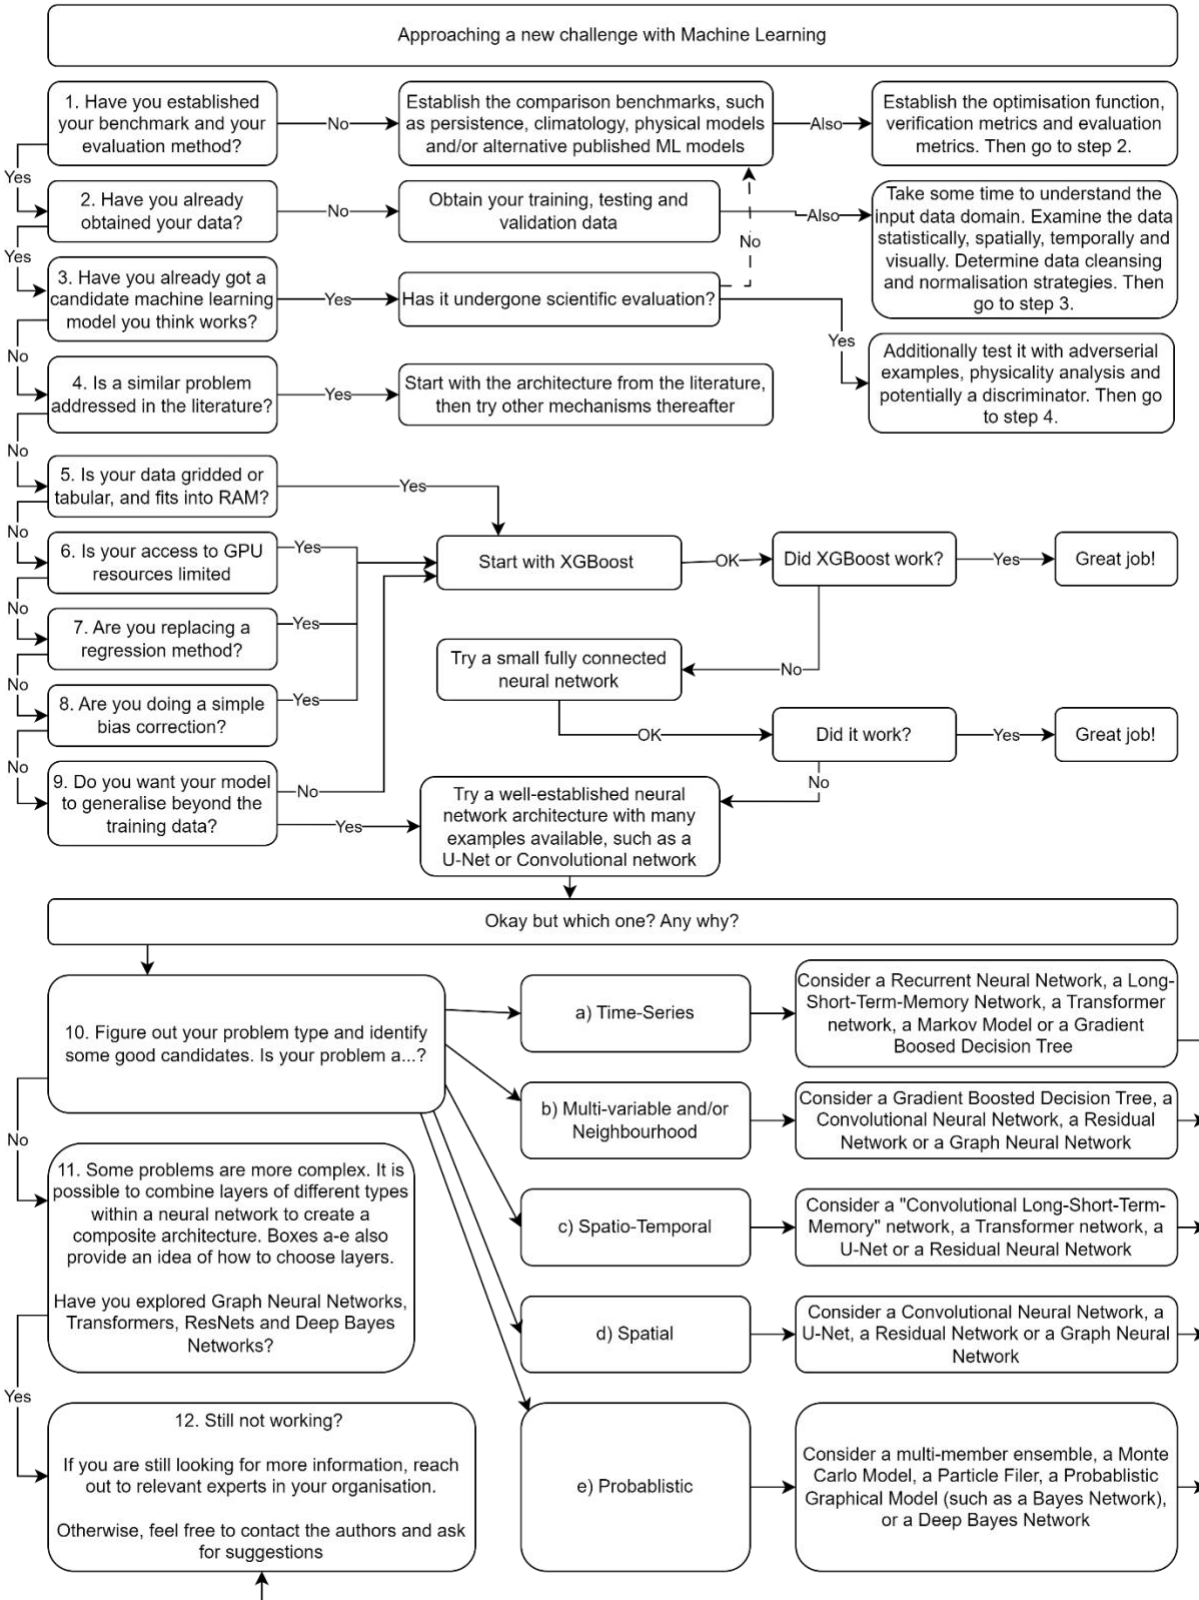 Approaching a new challenge with Machine Learning
1. Have you established
your benchmark and your
evaluation method?
No
Establish the comparison benchmarks, such
as persistence, climatology, physical models
and/or alternative published ML models
Also
Establish the optimisation function,
verification metrics and evaluation
metrics. Then go to step 2.
Yes
2. Have you already
obtained your data?
No
Obtain your training, testing and
validation data
Also
Take some time to understand the
input data domain. Examine the data
statistically, spatially, temporally and
visually. Determine data cleansing
and normalisation strategies. Then
go to step 3.
Yes
3. Have you already got a
candidate machine learning
model you think works?
Yes
Has it undergone scientific evaluation?
No
Yes
Additionally test it with adverserial
examples, physicality analysis and
potentially a discriminator. Then go
to step 4.
No
4. Is a similar problem
addressed in the literature?
Yes
Start with the architecture from the literature,
then try other mechanisms thereafter
No
5. Is your data gridded or
tabular, and fits into RAM?
Yes
No
6. Is your access to GPU
resources limited
Yes
Start with XGBoost
OK
Did XGBoost work?
Yes
Great job!
No
7. Are you replacing a
regression method?
Yes
Try a small fully connected
neural network
No
No
8. Are you doing a simple
bias correction?
Yes
OK
Did it work?
Yes
Great job!
No
9. Do you want your model
to generalise beyond the
training data?
No
Yes
Try a well-established neural
network architecture with many
examples available, such as a
U-Net or Convolutional network
No
Okay but which one? Any why?
10. Figure out your problem type and identify
some good candidates. Is your problem a...?
a) Time-Series
Consider a Recurrent Neural Network, a Long-
Short-Term-Memory Network, a Transformer
network, a Markov Model or a Gradient
Boosed Decision Tree
b) Multi-variable and/or
Neighbourhood
Consider a Gradient Boosted Decision Tree, a
Convolutional Neural Network, a Residual
Network or a Graph Neural Network
No
11. Some problems are more complex. It is
possible to combine layers of different types
within a neural network to create a
composite architecture. Boxes a-e also
provide an idea of how to choose layers.
Have you explored Graph Neural Networks,
Transformers, ResNets and Deep Bayes
Networks?
c) Spatio-Temporal
Consider a "Convolutional Long-Short-Term-
Memory" network, a Transformer network, a
U-Net or a Residual Neural Network
d) Spatial
Consider a Convolutional Neural Network, a
U-Net, a Residual Network or a Graph Neural
Network
Yes
12. Still not working?
If you are still looking for more information, reach
out to relevant experts in your organisation.
Otherwise, feel free to contact the authors and ask
for suggestions
e) Probablistic
Consider a multi-member ensemble, a Monte
Carlo Model, a Particle Filer, a Probablistic
Graphical Model (such as a Bayes Network),
or a Deep Bayes Network